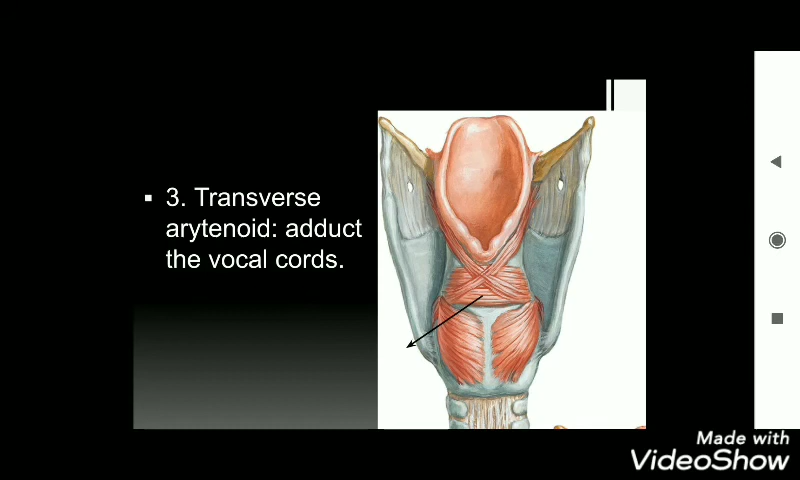 ▪ 3. Transverse
arytenoid: adduct
the vocal cords.
Made with
VideoShow